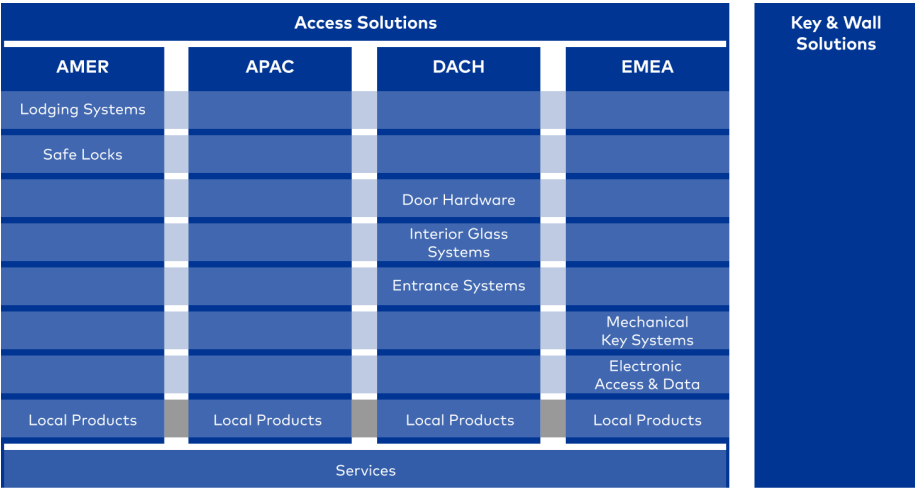 Access Solutions
Key & Wall
Solutions
AMER
APAC
DACH
EMEA
Lodging Systems
Safe Locks
Door Hardware
Interior Glass
Systems
Entrance Systems
Mechanical
Key Systems
Electronic
Access & Data
Local Products
Local Products
Local Products
Local Products
Services